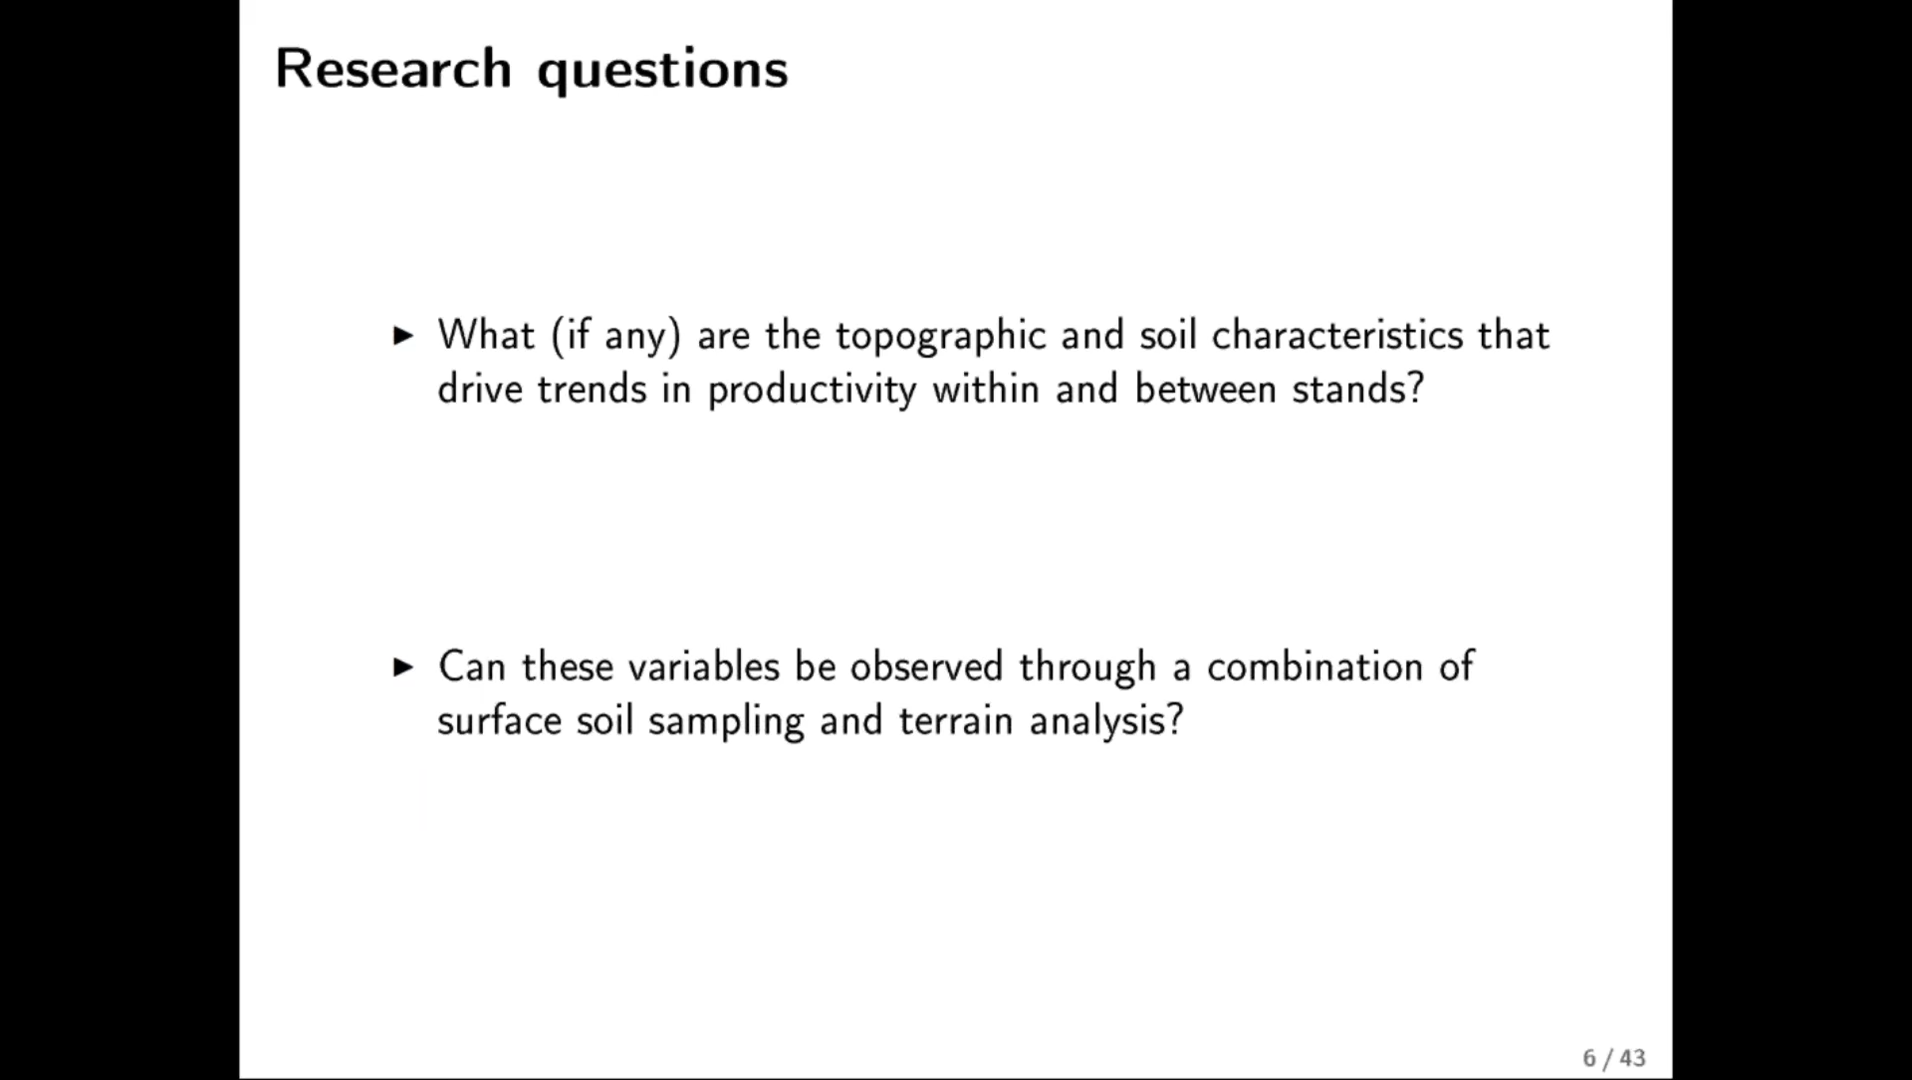 Research questions
▶ What (if any) are the topographic and soil characteristics that
drive trends in productivity within and between stands?
▶ Can these variables be observed through a combination of
surface soil sampling and terrain analysis?
6 / 43